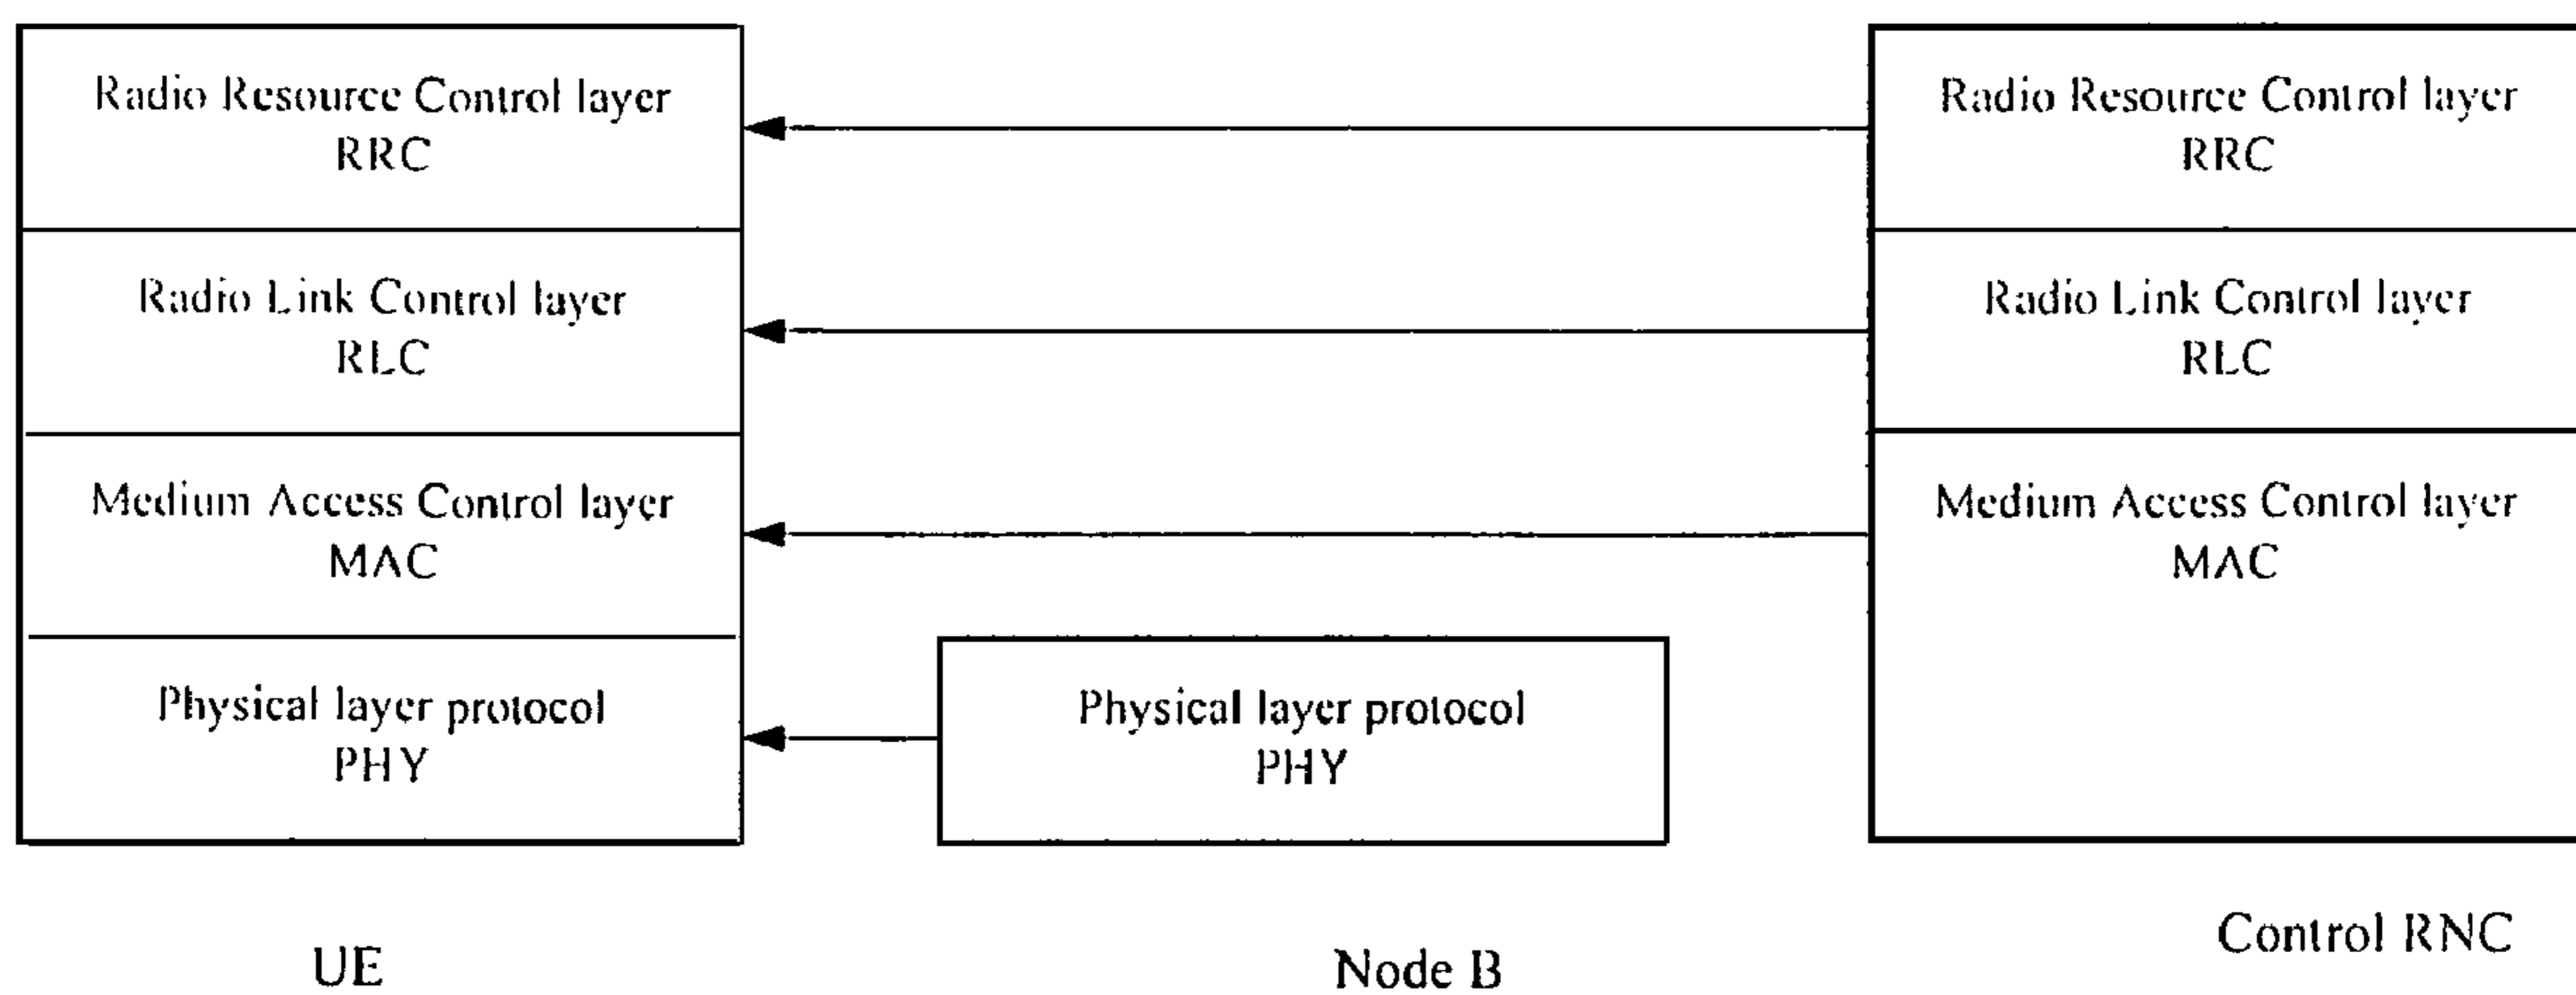 Radio Resource Control layer
RRC
Radio Link Control layer
RLC
Medium Access Control layer
MAC
Physical layer protocol
PHY
UE
Physical layer protocol
PHY
Node B
Radio Resource Control layer
RRC
Radio Link Control layer
RLC
Medium Access Control layer
MAC
Control RNC